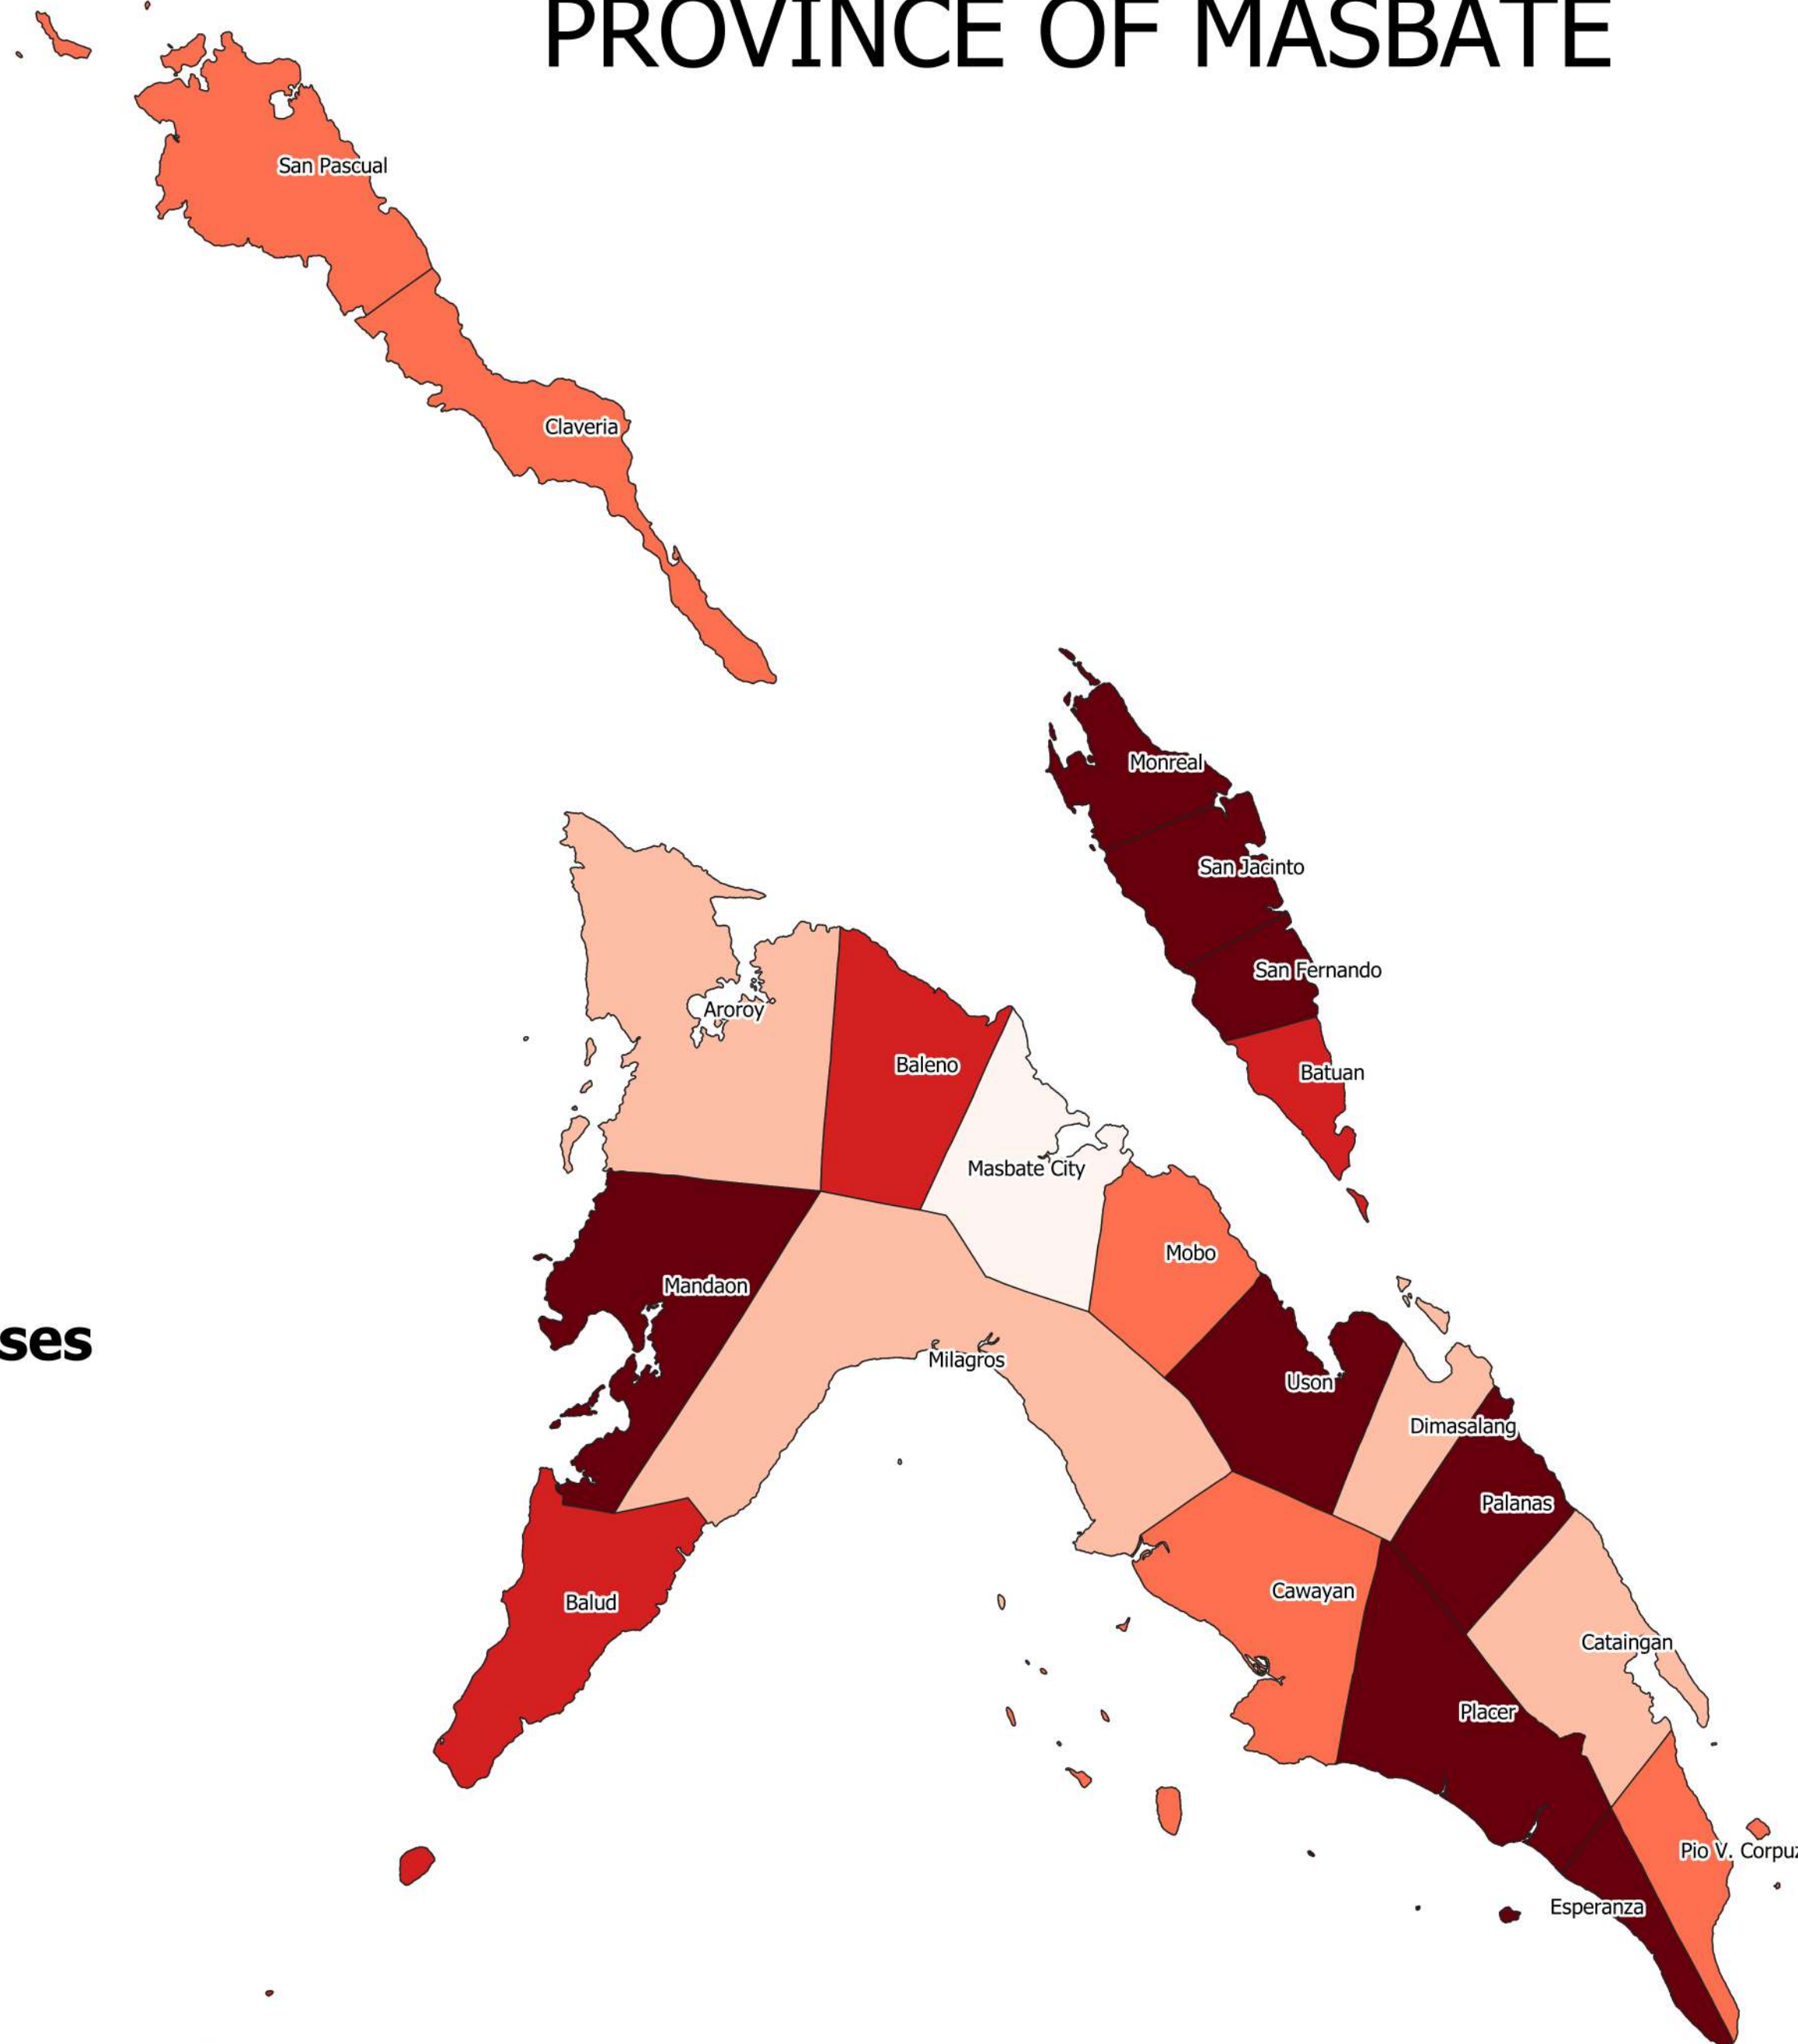 PROVINCE OF MASBATE
San Pascual
Claveria
Monreal
San Jacinto
San Fernando
Aroroy
Baleno
Batuan
Masbate City
Mobo
Mandaon
ses
Milagros
Uson
Dimasalang
Palanas
Cawayan
Balud
Cataingan
Placer
Pio V. Corpuz
Esperanza